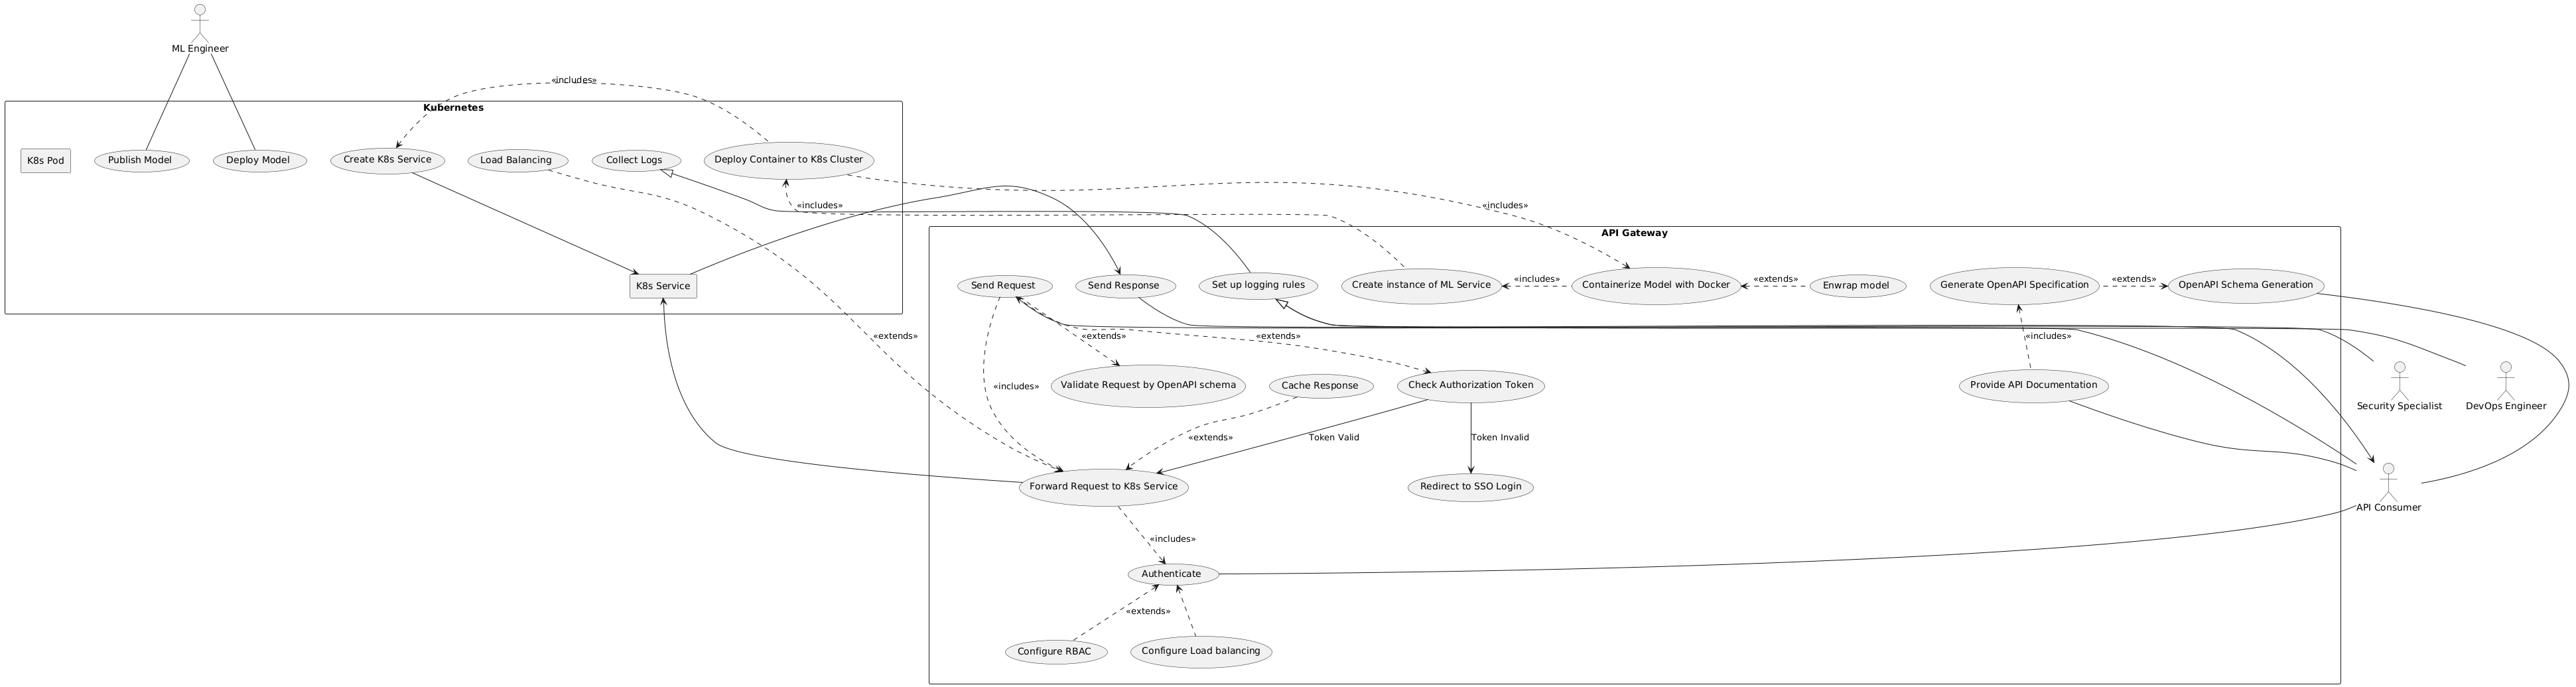 ML Engineer
«includes»
Kubernetes
K8s Pod
Publish Model
Deploy Model
Create K8s Service
Load Balancing
Collect Logs
Deploy Container to K8s Cluster
«includes»
«includes»
API Gateway
K8s Service
Send Request
Send Response
Set up logging rules
Create instance of ML Service
«includes»
Containerize Model with Docker
«extends»
Enwrap model
Generate OpenAPI Specification
«extends»
OpenAPI Schema Generation
«extends»
«extends»
«extends»
«includes»
«includes»
Validate Request by OpenAPI schema
Cache Response
Check Authorization Token
Provide API Documentation
Security Specialist
DevOps Engineer
«extends»
Token Valid
Token Invalid
Forward Request to K8s Service
Redirect to SSO Login
API Consumer
«includes»
Authenticate
«extends»
Configure RBAC
Configure Load balancing